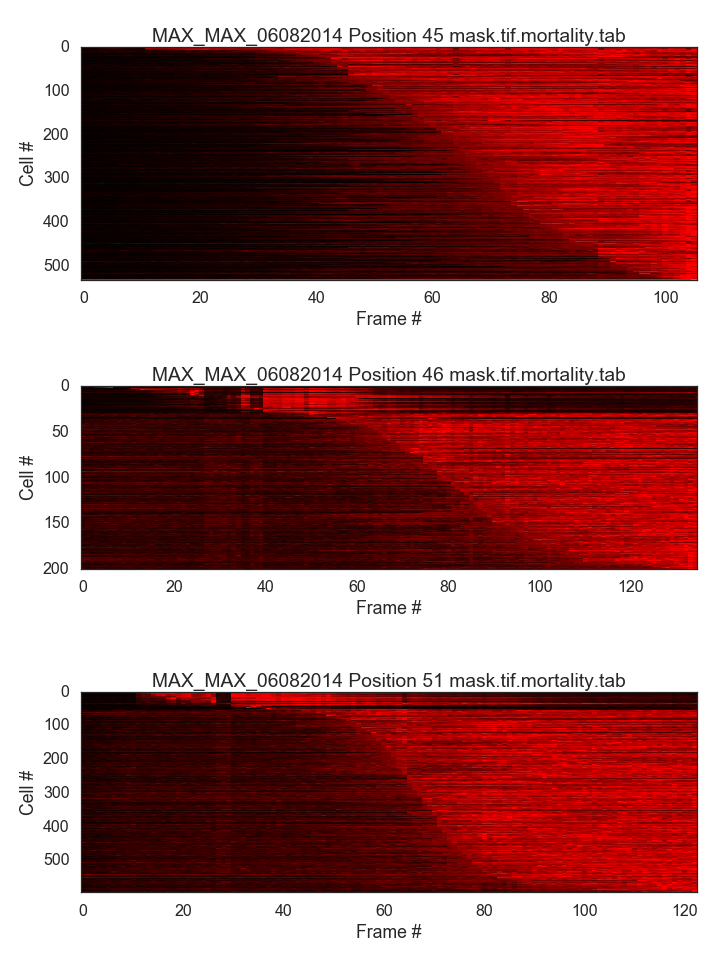 MAX_MAX_06082014 Position 45 mask.tif.mortality.tab
0
100
200
300
400
500
Cell #
0 20 40 60 80 100
Frame #
MAX_MAX_06082014 Position 46 mask.tif.mortality.tab
0
50
100
150
200
Cell #
0 20 40 60 80 100 120
Frame #
MAX_MAX_06082014 Position 51 mask.tif.mortality.tab
0
100
200
300
400
500
Cell #
0 20 40 60 80 100 120
Frame #